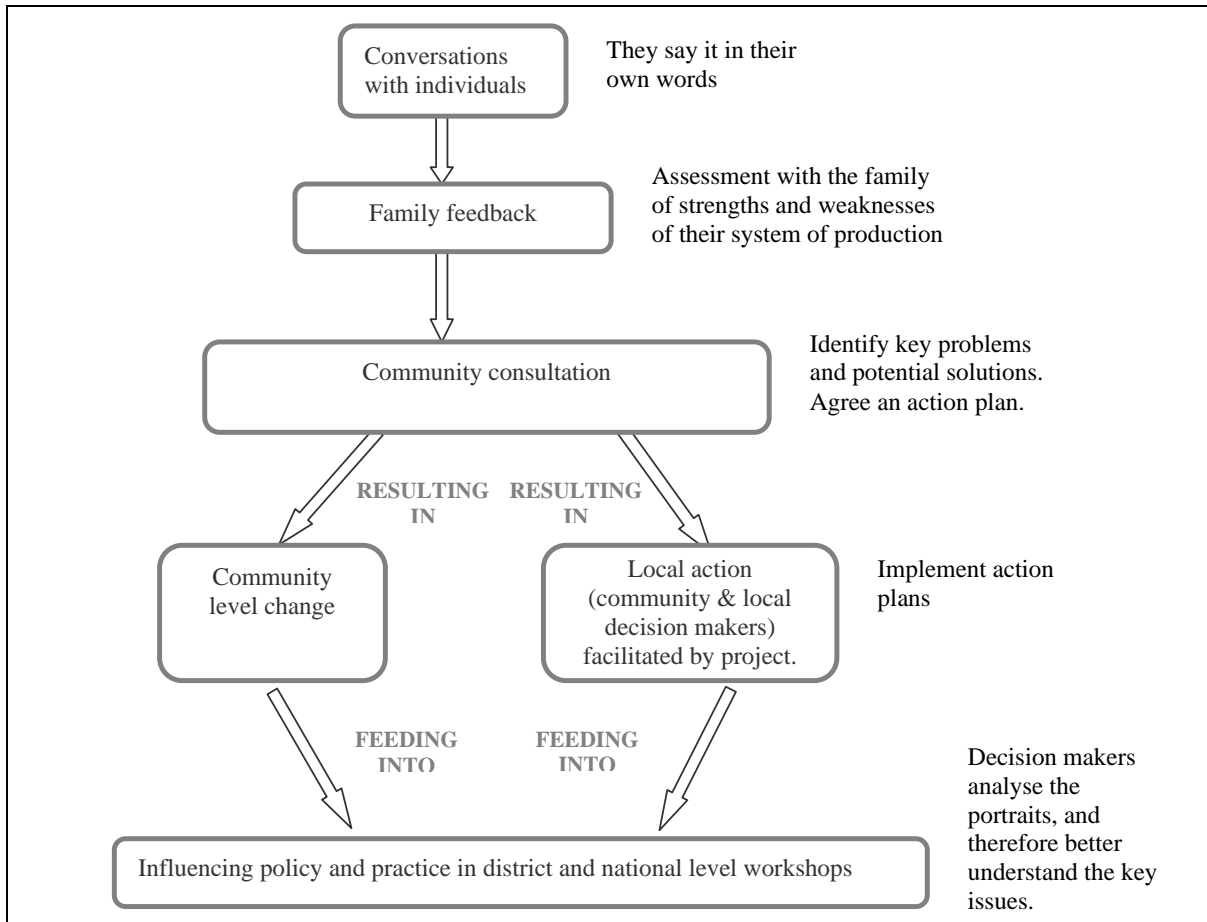 Conversations
with individuals
They say it in their
own words
Family feedback
Assessment with the family
of strengths and weaknesses
of their system of production
Community consultation
Identify key problems
and potential solutions.
Agree an action plan.
RESULTING
IN
RESULTING
IN
Community
level change
Local action
(community & local
decision makers)
facilitated by project.
Implement action
plans
FEEDING
INTO
FEEDING
INTO
Influencing policy and practice in district and national level workshops
Decision makers
analyse the
portraits, and
therefore better
understand the key
issues.